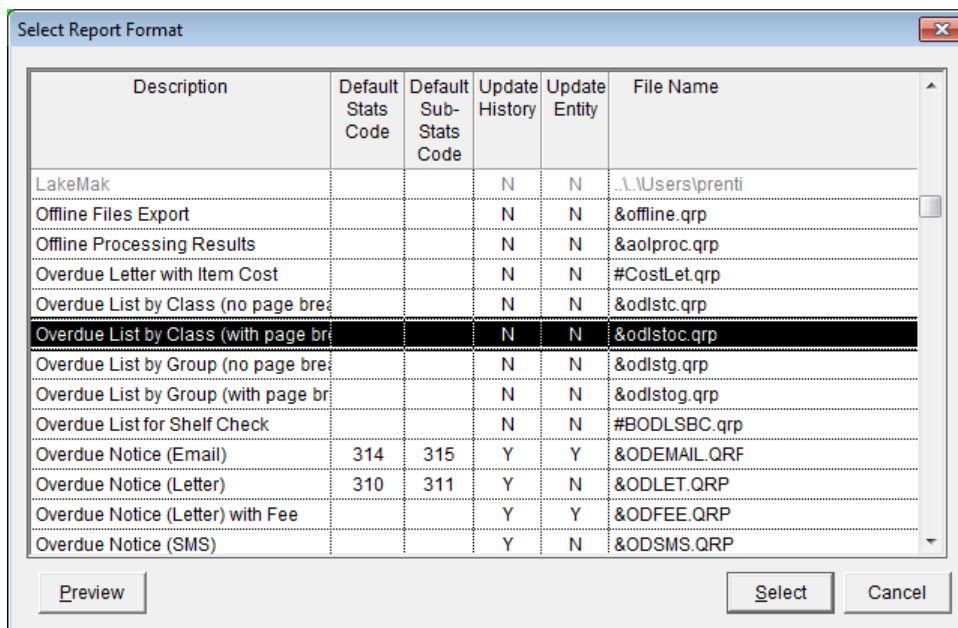 Select Report Format
Description Default Stats Code Default Sub-Stats Code Update History Update Entity File Name
LakeMak N N ..\..\Users\prenti
Offline Files Export N N &offline.qrp
Offline Processing Results N N &aolproc.qrp
Overdue Letter with Item Cost N N #CostLet.qrp
Overdue List by Class (no page brea N N &odlstc.qrp
Overdue List by Class (with page bre N N &odlstoc.qrp
Overdue List by Group (no page brea N N &odlstg.qrp
Overdue List by Group (with page br N N &odlstog.qrp
Overdue List for Shelf Check N N #BODLSBC.qrp
Overdue Notice (Email) 314 315 Y Y &ODEMAIL.QRF
Overdue Notice (Letter) 310 311 Y N &ODLET.QRP
Overdue Notice (Letter) with Fee Y Y &ODFEE.QRP
Overdue Notice (SMS) Y N &ODSMS.QRP
Preview Select Cancel